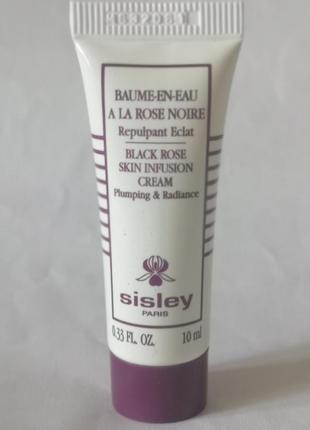 BAUME-EN-EAU
A LA ROSE NOIRE
Repulpant Eclat
BLACK ROSE
SKIN INFUSION
CREAM
Plumping & Radiance
sisley
PARIS
0.33 FL. OZ. 10 ml